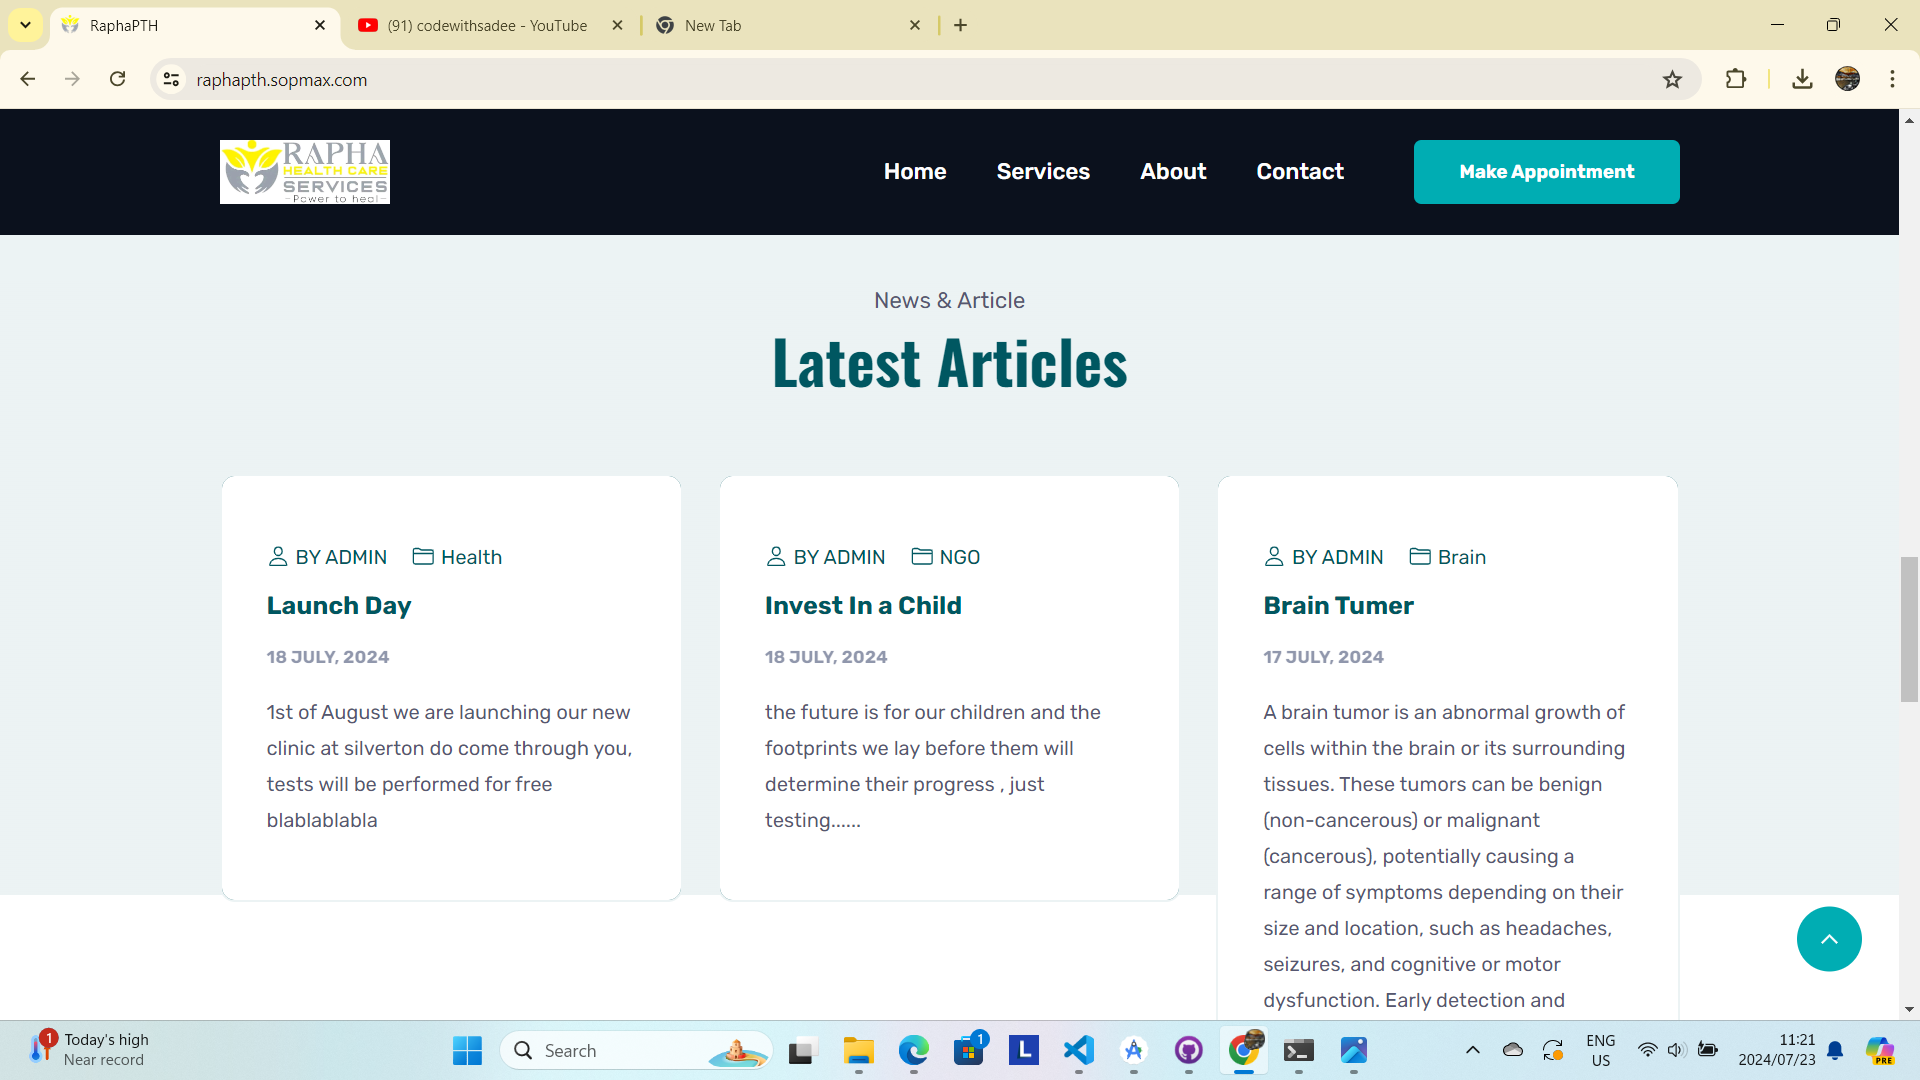 RaphaPTH
(91) codewithsadee - YouTube
New Tab
raphapth.sopmax.com
RAPHA
HEALTH CARE
SERVICES
-Power to heal-
Home
Services
About
Contact
Make Appointment
News & Article
Latest Articles
BY ADMIN
Health
Launch Day
18 JULY, 2024
1st of August we are launching our new
clinic at silverton do come through you,
tests will be performed for free
blablablabla
BY ADMIN
NGO
Invest In a Child
18 JULY, 2024
the future is for our children and the
footprints we lay before them will
determine their progress , just
testing......
BY ADMIN
Brain
Brain Tumer
17 JULY, 2024
A brain tumor is an abnormal growth of
cells within the brain or its surrounding
tissues. These tumors can be benign
(non-cancerous) or malignant
(cancerous), potentially causing a
range of symptoms depending on their
size and location, such as headaches,
seizures, and cognitive or motor
dysfunction. Early detection and
1
Today's high
Near record
Search
1
L
ENG
US
11:21
2024/07/23
PRE